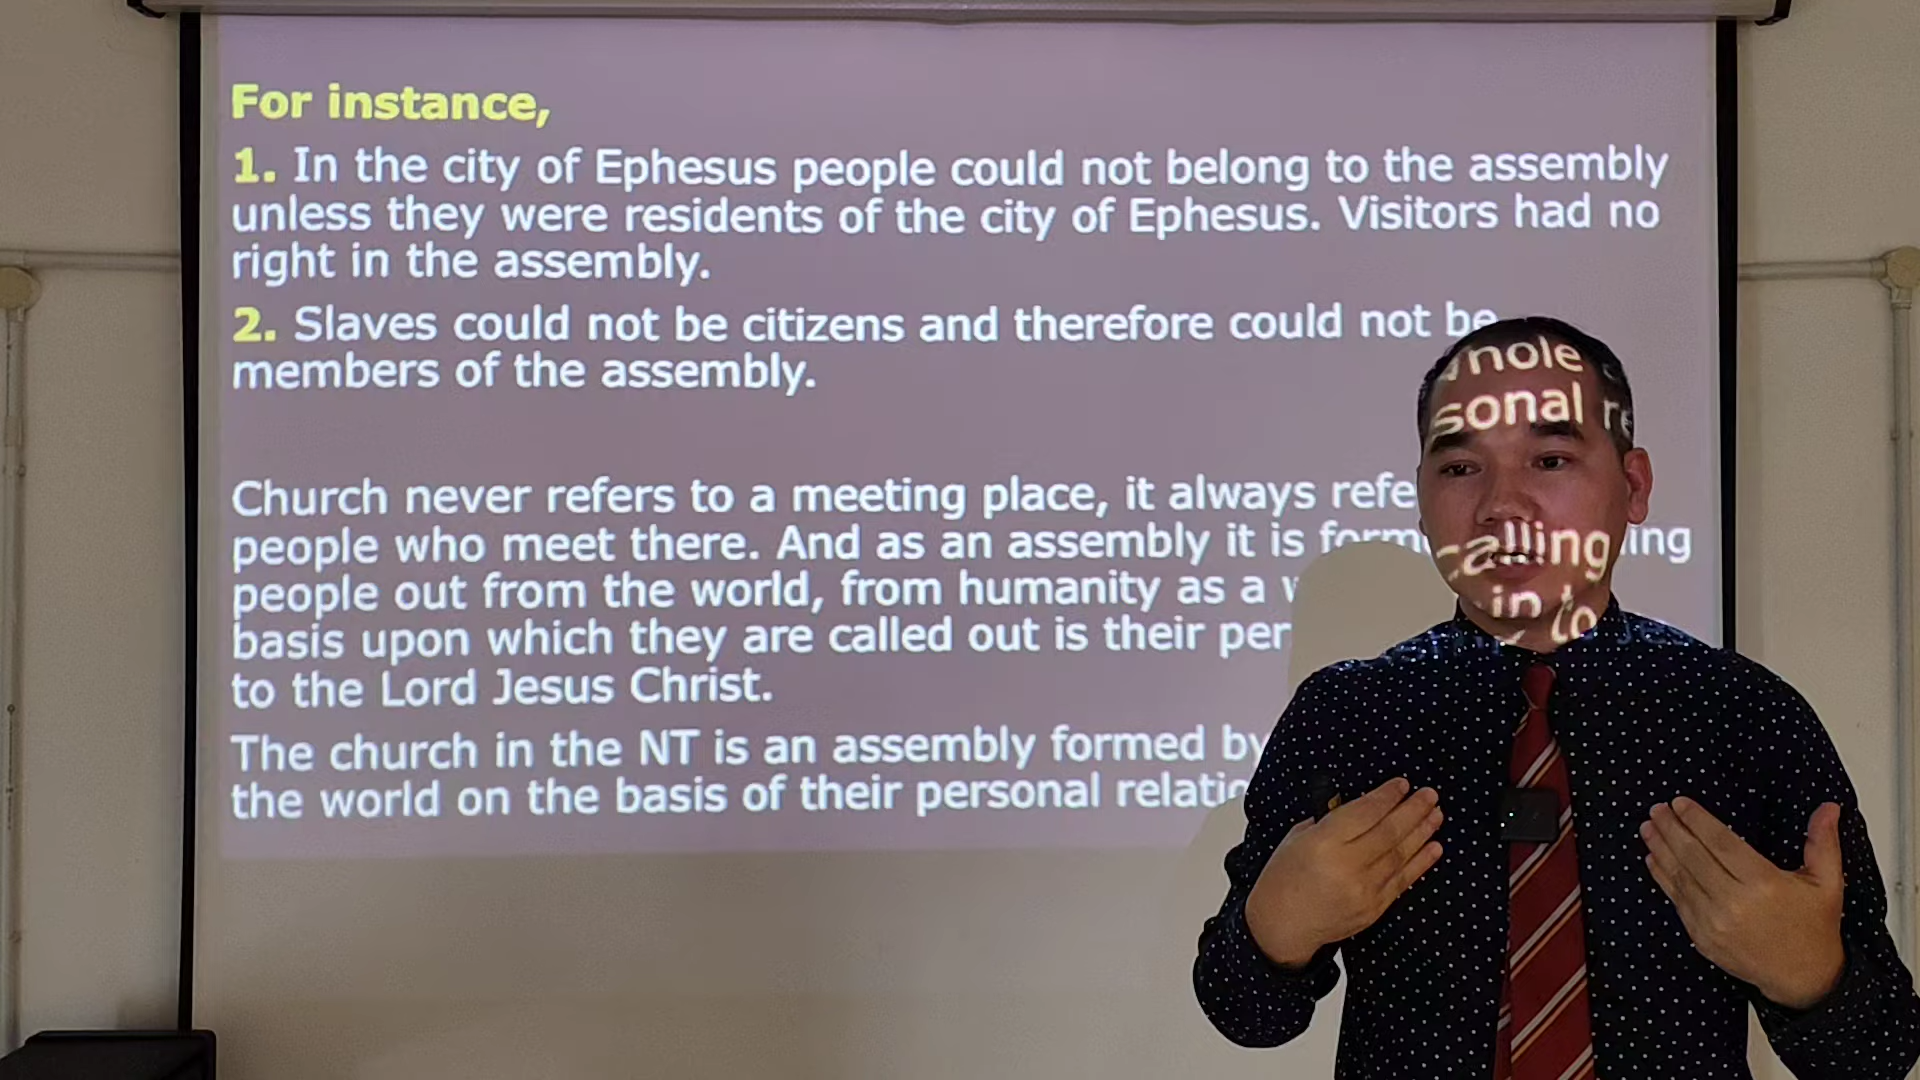 For instance,
1. In the city of Ephesus people could not belong to the assembly
unless they were residents of the city of Ephesus. Visitors had no
right in the assembly.
2. Slaves could not be citizens and therefore could not be
members of the assembly.
Church never refers to a meeting place, it always refe
people who meet there. And as an assembly it is form alling ing
people out from the world, from humanity as a whole
basis upon which they are called out is their personal re
to the Lord Jesus Christ.
The church in the NT is an assembly formed by
the world on the basis of their personal relatio